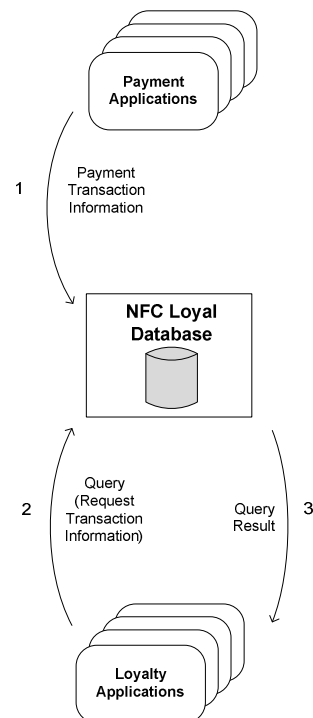 Payment
Applications
1
Payment
Transaction
Information
NFC Loyal
Database
2
Query
(Request
Transaction
Information)
Query
Result
3
Loyalty
Applications